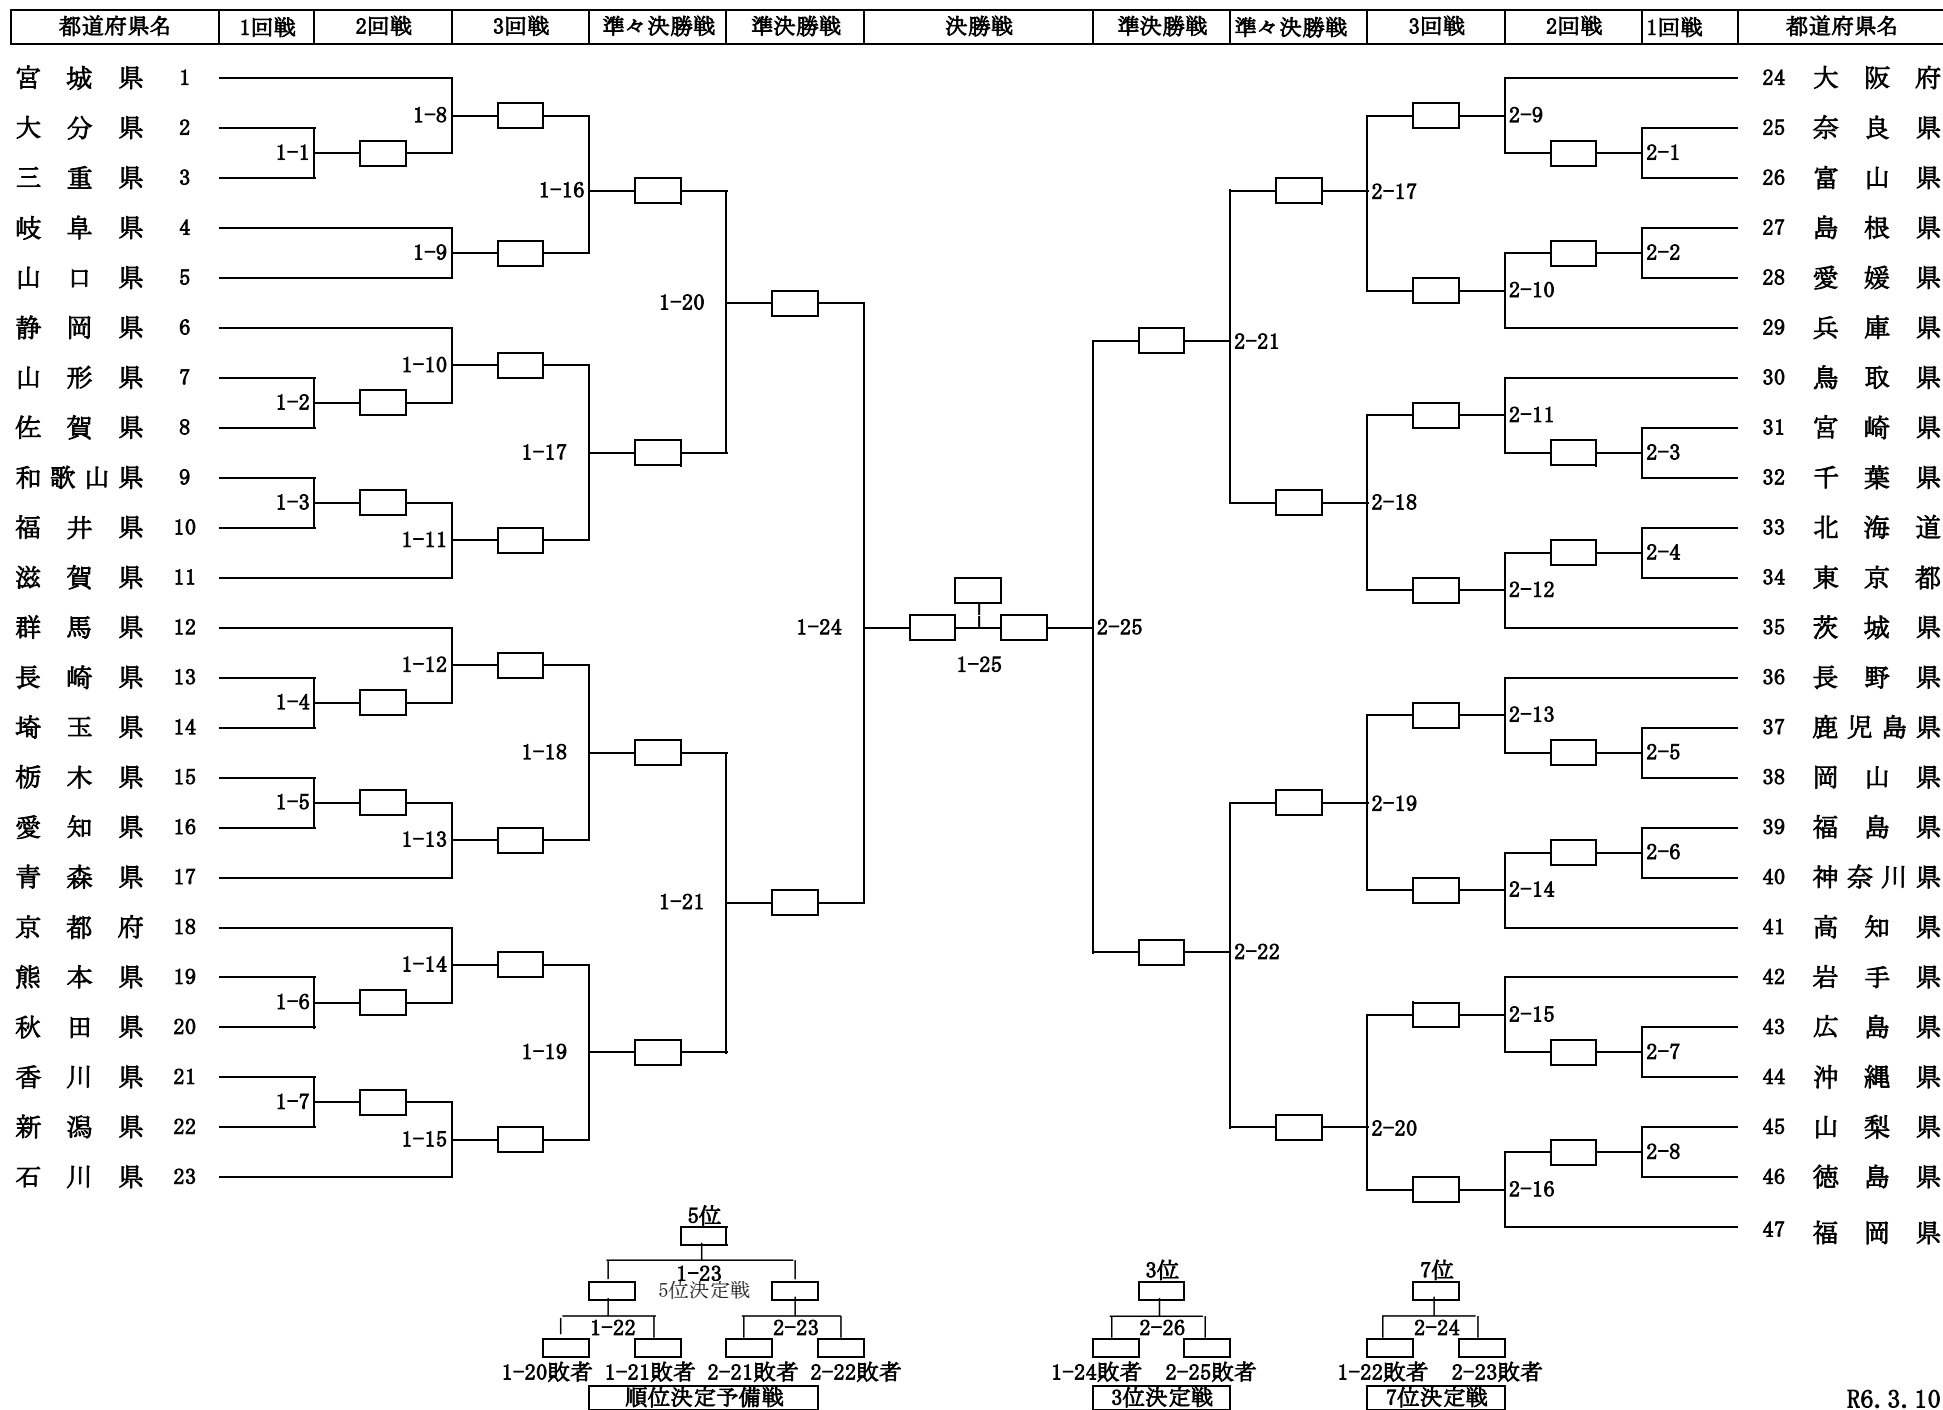 都道府県名 1回戦 2回戦 3回戦 準々決勝戦 準決勝戦 決勝戦 準決勝戦 準々決勝戦 3回戦 2回戦 1回戦 都道府県名
宮城県 1 24 大阪府
1-8 2-9
大分県 2 25 奈良県
1-1 2-1
三重県 3 26 富山県
1-16 2-17
岐阜県 4 27 島根県
1-9 2-2
山口県 5 28 愛媛県
1-20 2-10
静岡県 6 29 兵庫県
2-21
1-10
山形県 7 30 鳥取県
1-2 2-11
佐賀県 8 31 宮崎県
1-17 2-3
和歌山県 9 32 千葉県
1-3 2-18
福井県 10 33 北海道
1-11 2-4
滋賀県 11 34 東京都
2-12
群馬県 12 1-24 2-25 35 茨城県
1-12 1-25
長崎県 13 36 長野県
1-4 2-13
埼玉県 14 37 鹿児島県
1-18 2-5
栃木県 15 38 岡山県
1-5 2-19
愛知県 16 39 福島県
1-13 2-6
青森県 17 40 神奈川県
1-21 2-14
京都府 18 41 高知県
1-14 2-22
熊本県 19 42 岩手県
1-6 2-15
秋田県 20 43 広島県
1-19 2-7
香川県 21 44 沖縄県
1-7
新潟県 22 2-20 45 山梨県
1-15 2-8
石川県 23 46 徳島県
2-16
5位 47 福岡県
1-23 3位 7位
5位決定戦
1-22 2-23 2-26 2-24
1-20敗者 1-21敗者 2-21敗者 2-22敗者 1-24敗者 2-25敗者 1-22敗者 2-23敗者
順位決定予備戦 3位決定戦 7位決定戦 R6.3.10